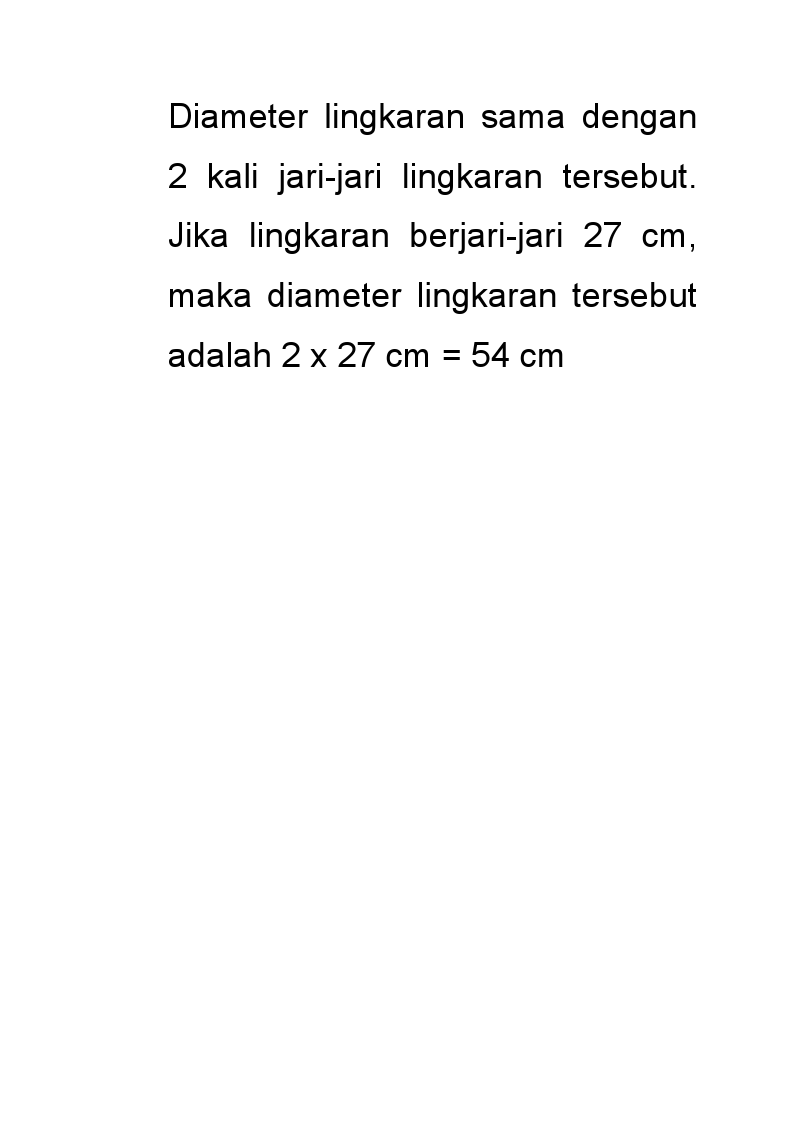 Diameter lingkaran sama dengan
2 kali jari-jari lingkaran tersebut.
Jika lingkaran berjari-jari 27 cm,
maka diameter lingkaran tersebut
adalah 2 x 27 cm = 54 cm